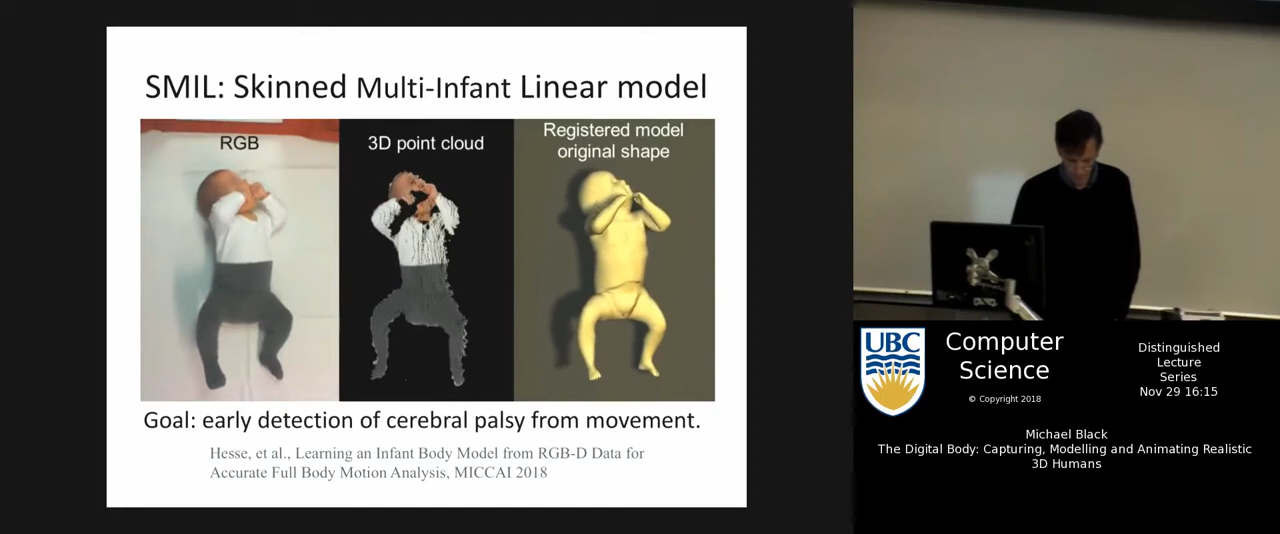 SMIL: Skinned Multi-Infant Linear model
RGB
3D point cloud
Registered model
original shape
Goal: early detection of cerebral palsy from movement.
Hesse, et al., Learning an Infant Body Model from RGB-D Data for
Accurate Full Body Motion Analysis, MICCAI 2018
UBC
Computer
Science
© Copyright 2018
Distinguished
Lecture
Series
Nov 29 16:15
Michael Black
The Digital Body: Capturing, Modelling and Animating Realistic
3D Humans